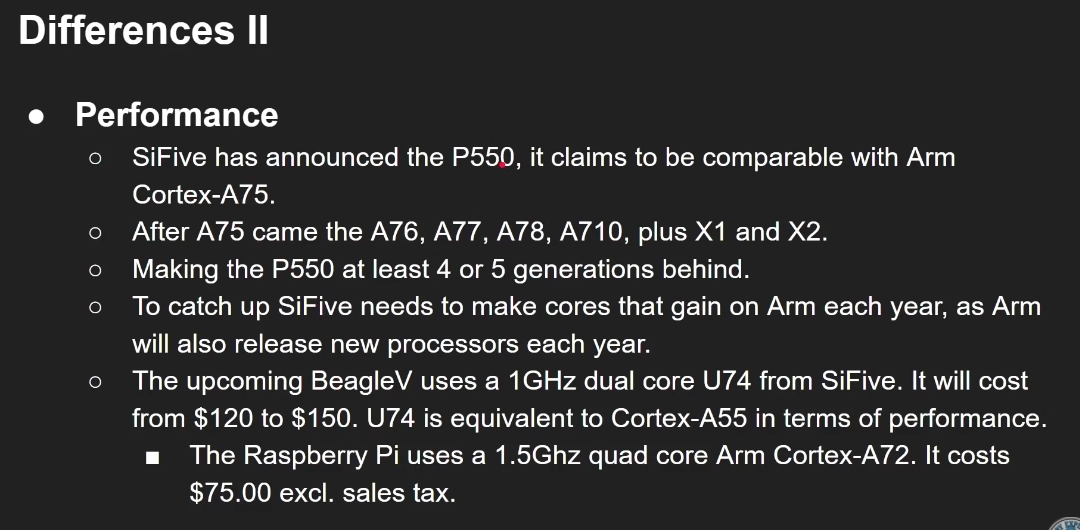 Differences II
● Performance
○ SiFive has announced the P550, it claims to be comparable with Arm
Cortex-A75.
○ After A75 came the A76, A77, A78, A710, plus X1 and X2.
○ Making the P550 at least 4 or 5 generations behind.
○ To catch up SiFive needs to make cores that gain on Arm each year, as Arm
will also release new processors each year.
○ The upcoming BeagleV uses a 1GHz dual core U74 from SiFive. It will cost
from $120 to $150. U74 is equivalent to Cortex-A55 in terms of performance.
■ The Raspberry Pi uses a 1.5Ghz quad core Arm Cortex-A72. It costs
$75.00 excl. sales tax.